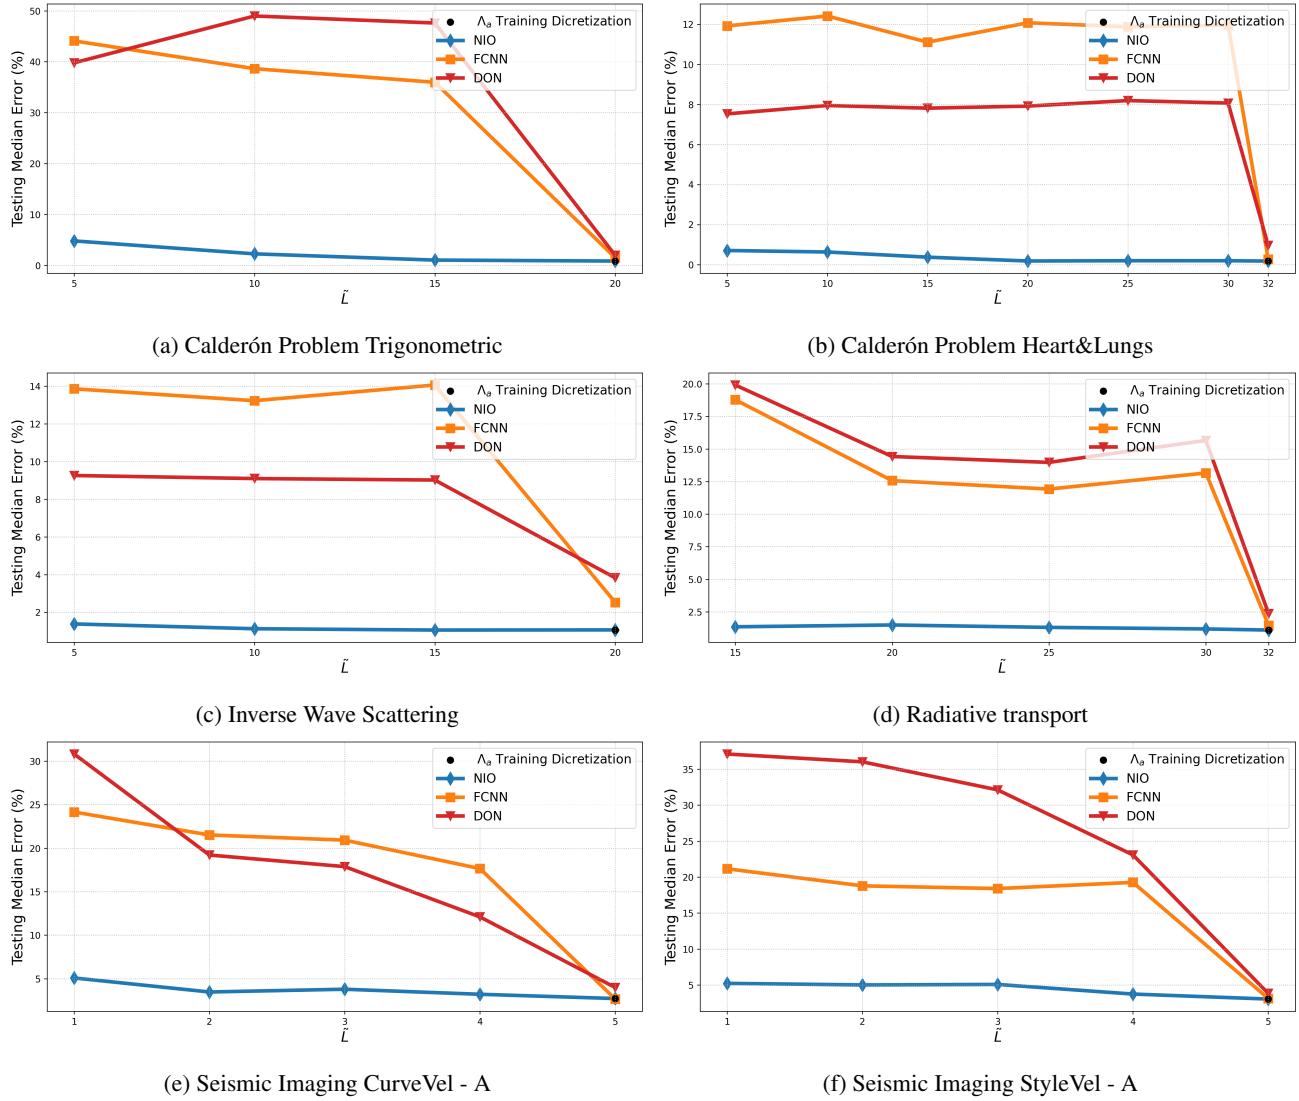 50
40
30
20
10
0
Testing Median Error (%)
Λa Training Dicretization
NIO
FCNN
DON
5 10 15 20
L̃
(a) Calderón Problem Trigonometric
12
10
8
6
4
2
0
Testing Median Error (%)
Λa Training Dicretization
NIO
FCNN
DON
5 10 15 20 25 30 32
L̃
(b) Calderón Problem Heart&Lungs
14
12
10
8
6
4
2
Testing Median Error (%)
Λa Training Dicretization
NIO
FCNN
DON
5 10 15 20
L̃
(c) Inverse Wave Scattering
20.0
17.5
15.0
12.5
10.0
7.5
5.0
2.5
Testing Median Error (%)
Λa Training Dicretization
NIO
FCNN
DON
15 20 25 30 32
L̃
(d) Radiative transport
30
25
20
15
10
5
Testing Median Error (%)
Λa Training Dicretization
NIO
FCNN
DON
1 2 3 4 5
L̃
(e) Seismic Imaging CurveVel - A
35
30
25
20
15
10
5
Testing Median Error (%)
Λa Training Dicretization
NIO
FCNN
DON
1 2 3 4 5
L̃
(f) Seismic Imaging StyleVel - A